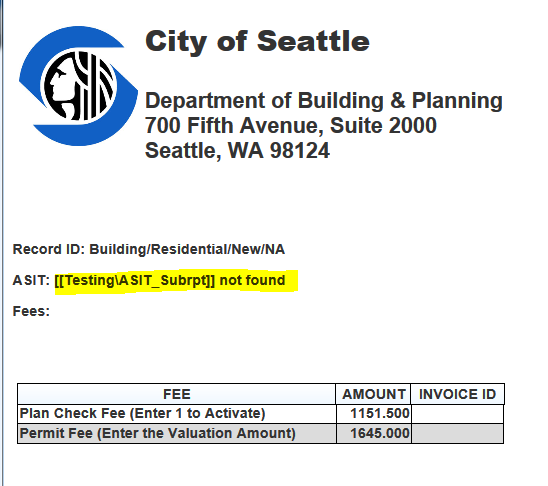 City of Seattle
Department of Building & Planning
700 Fifth Avenue, Suite 2000
Seattle, WA 98124
Record ID: Building/Residential/New/NA
ASIT: [[Testing\ASIT_Subrpt]] not found
Fees:
FEE AMOUNT INVOICE ID
Plan Check Fee (Enter 1 to Activate) 1151.500
Permit Fee (Enter the Valuation Amount) 1645.000